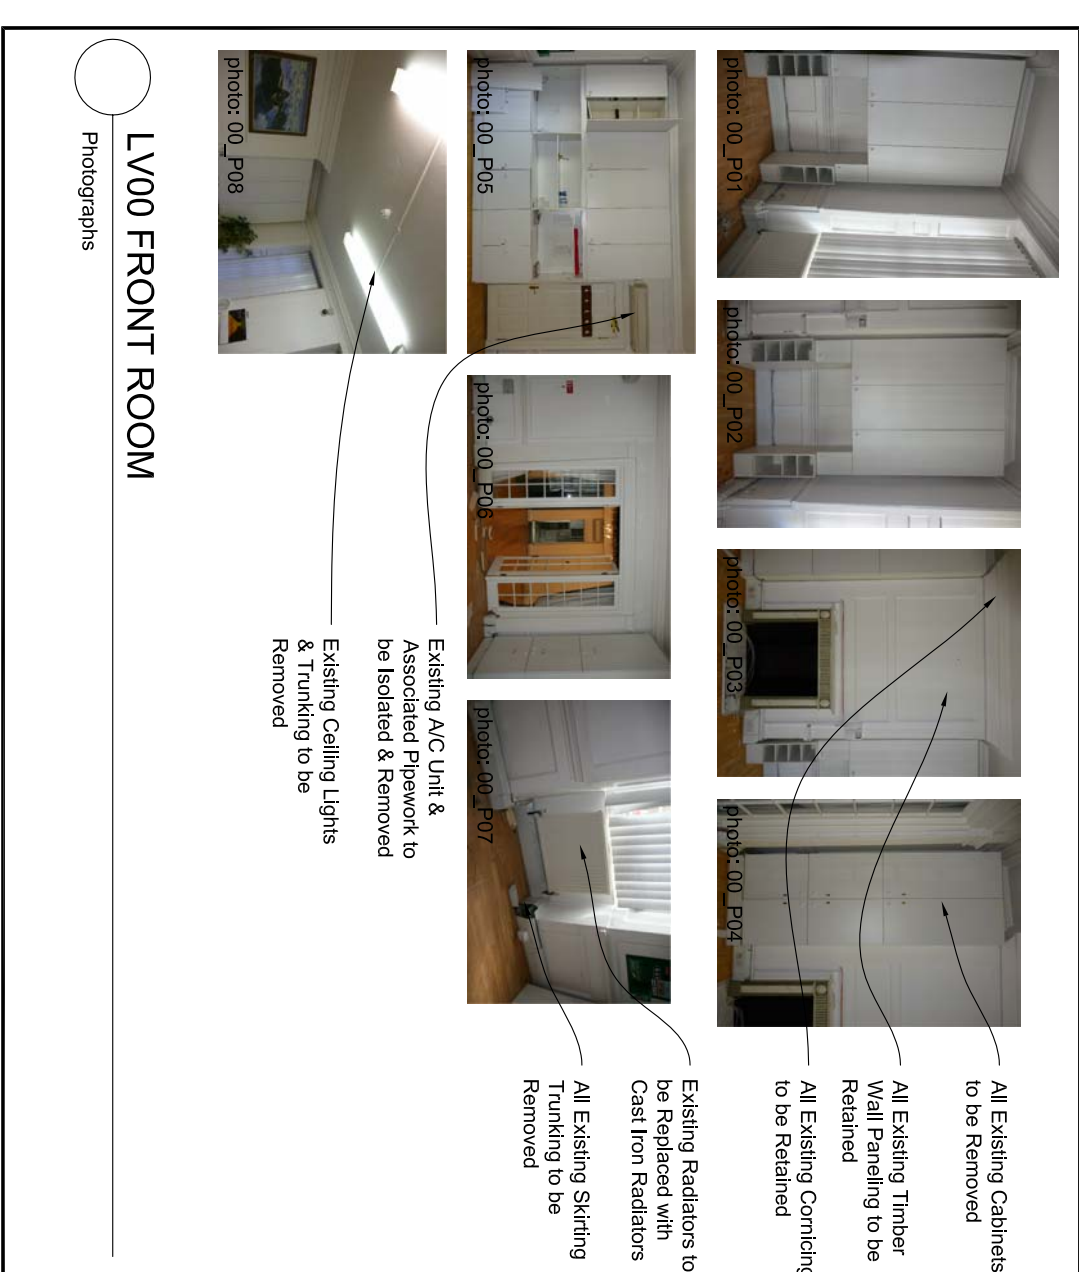 photo: 00_P01
photo: 00_P02
photo: 00_P03
photo: 00_P04
All Existing Cabinets
to be Removed
All Existing Timber
Wall Paneling to be
Retained
All Existing Cornicing
to be Retained
photo: 00_P05
photo: 00_P06
photo: 00_P07
Existing Radiators to
be Replaced with
Cast Iron Radiators
All Existing Skirting
Trunking to be
Removed
photo: 00_P08
Existing A/C Unit &
Associated Pipework to
be Isolated & Removed
Existing Ceiling Lights
& Trunking to be
Removed
LV00 FRONT ROOM
Photographs